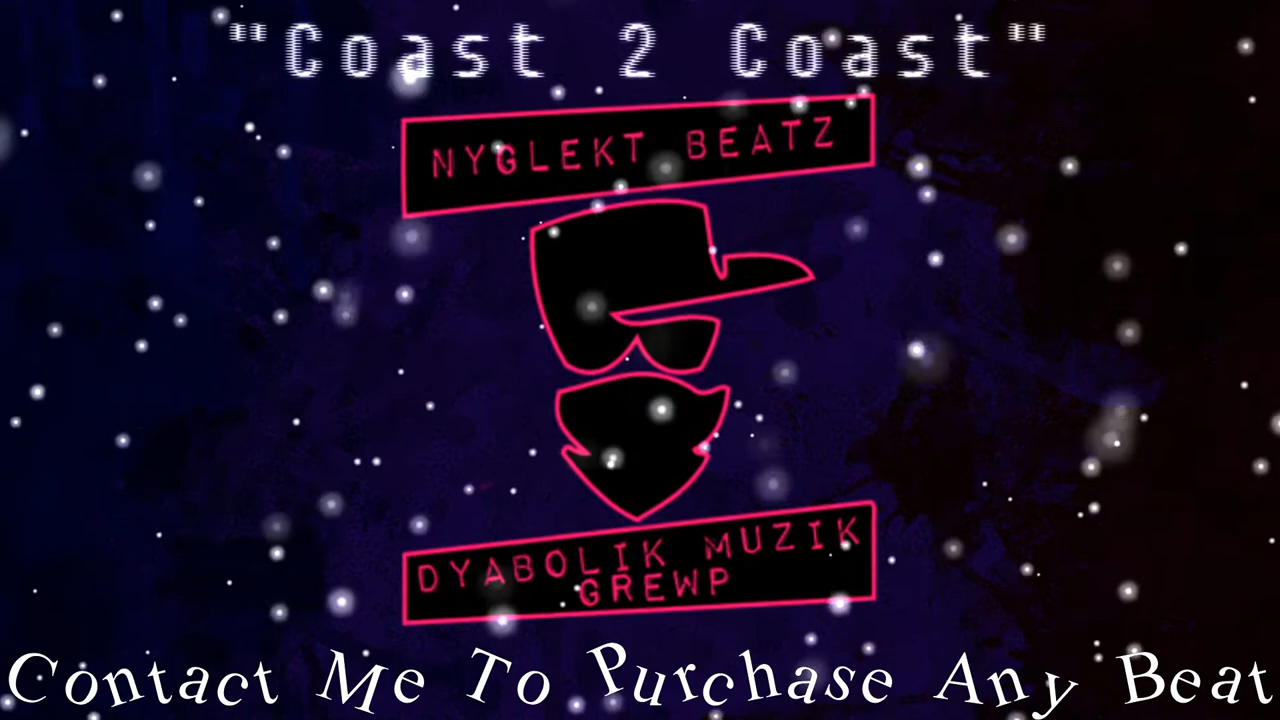 "Coast 2 Coast"
NYGLEKT BEATZ
DYABOLIK MUZIK
GREWP
Contact Me To Purchase Any Beat